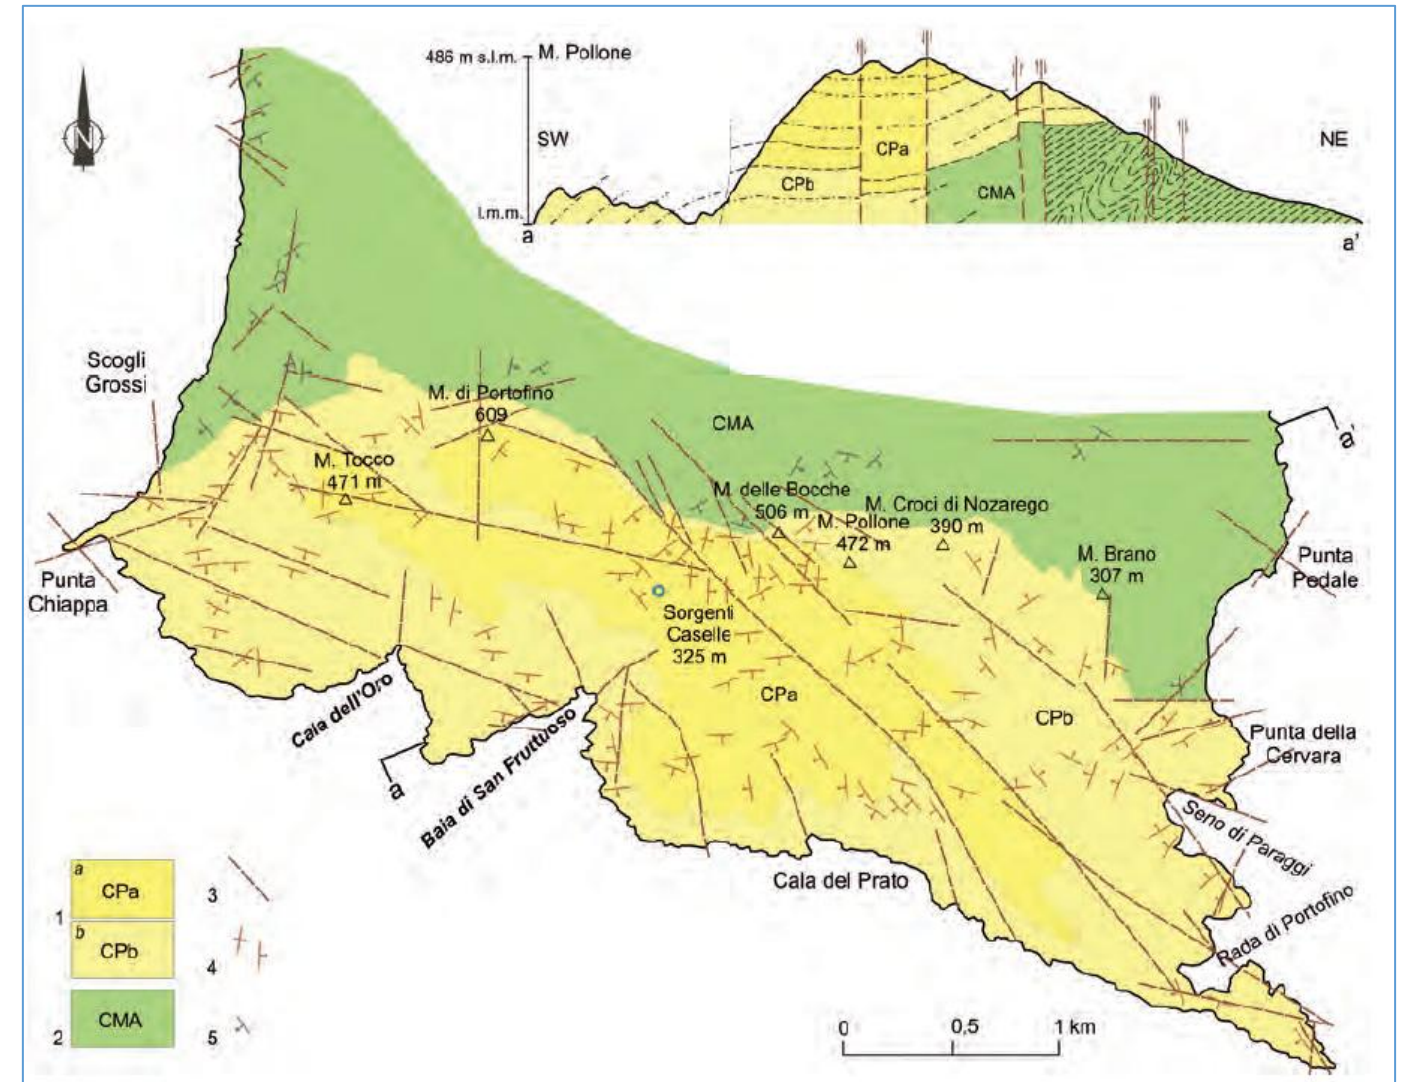 486 m s.l.m.
M. Pollone
SW
NE
CPa
CPb
CMA
l.m.m.
a
a'
N
Scogli
Grossi
M. di Portofino
609
CMA
M. Tocco
471 m
M. delle Bocche
506 m
M. Croci di Nozarego
390 m
M. Pollone
472 m
M. Brano
307 m
a'
Punta
Pedale
Punta
Chiappa
Sorgenti
Caselle
325 m
CPa
CPb
Cala dell'Oro
a
Baia di San Fruttuoso
Punta della
Cervara
Seno di Paraggi
Rada di Portofino
Cala del Prato
a
CPa
1
b
CPb
CMA
2
3
4
5
0
0,5
1 km